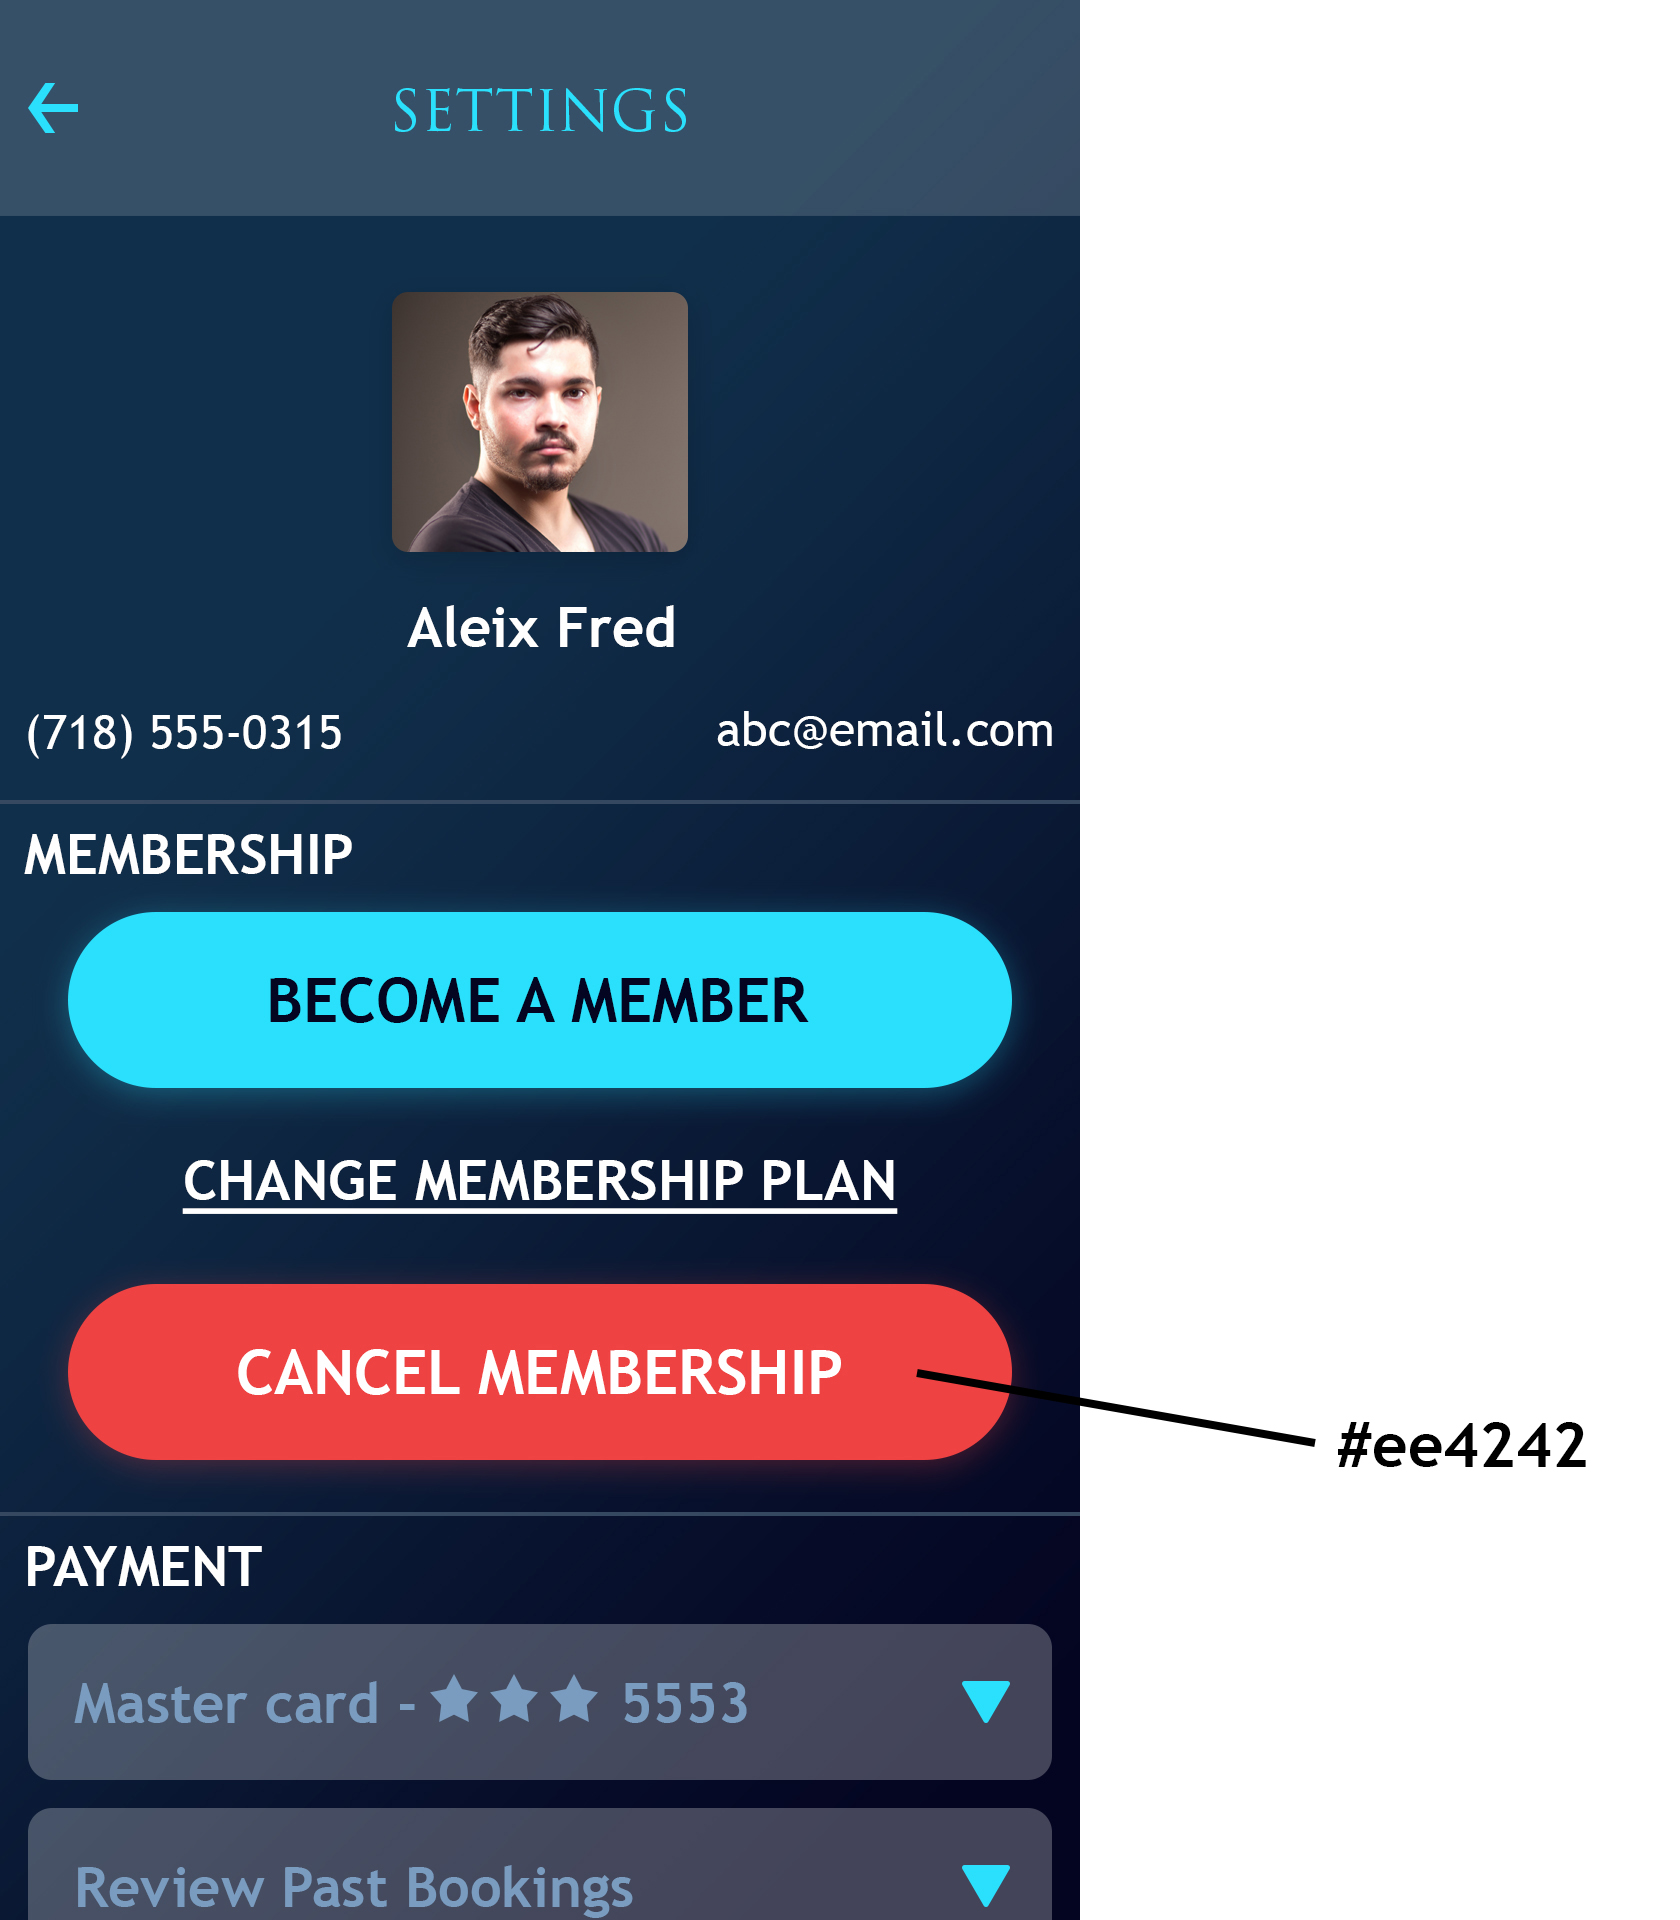 SETTINGS
Aleix Fred
(718) 555-0315
abc@email.com
MEMBERSHIP
BECOME A MEMBER
CHANGE MEMBERSHIP PLAN
CANCEL MEMBERSHIP
#ee4242
PAYMENT
Master card - ★ ★ ★ 5553
Review Past Bookings